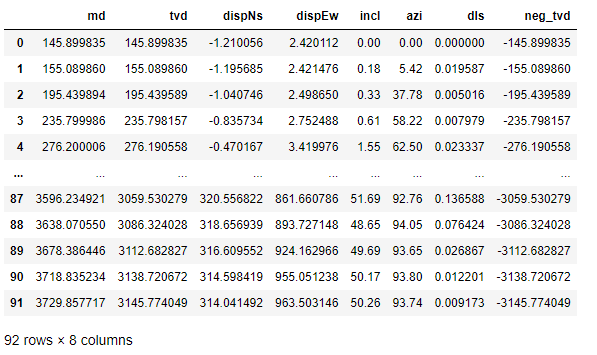 md tvd dispNs dispEw incl azi dls neg_tvd
0 145.899835 145.899835 -1.210056 2.420112 0.00 0.00 0.000000 -145.899835
1 155.089860 155.089860 -1.195685 2.421476 0.18 5.42 0.019587 -155.089860
2 195.439894 195.439589 -1.040746 2.498650 0.33 37.78 0.005016 -195.439589
3 235.799986 235.798157 -0.835734 2.752488 0.61 58.22 0.007979 -235.798157
4 276.200006 276.190558 -0.470167 3.419976 1.55 62.50 0.023337 -276.190558
... ... ... ... ... ... ... ... ...
87 3596.234921 3059.530279 320.556822 861.660786 51.69 92.76 0.136588 -3059.530279
88 3638.070550 3086.324028 318.656939 893.727148 48.65 94.05 0.076424 -3086.324028
89 3678.386446 3112.682827 316.609552 924.162966 49.69 93.65 0.026867 -3112.682827
90 3718.835234 3138.720672 314.598419 955.051238 50.17 93.80 0.012201 -3138.720672
91 3729.857717 3145.774049 314.041492 963.503146 50.26 93.74 0.009173 -3145.774049
92 rows × 8 columns